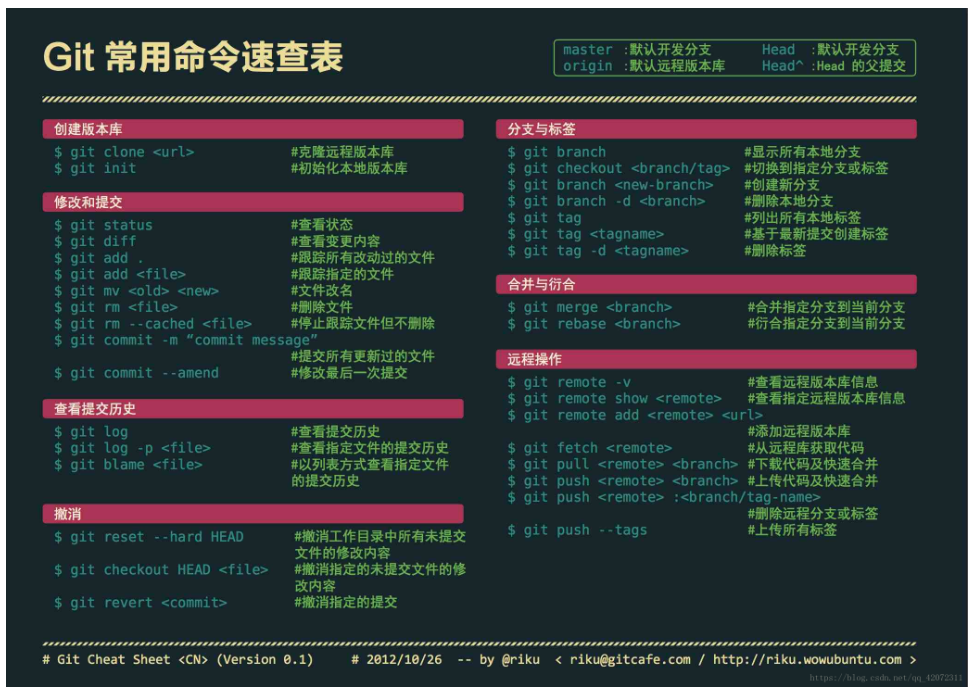 Git 常用命令速查表
master :默认开发分支 Head :默认开发分支
origin :默认远程版本库 Head^ :Head 的父提交
创建版本库
$ git clone <url> #克隆远程版本库
$ git init #初始化本地版本库
修改和提交
$ git status #查看状态
$ git diff #查看变更内容
$ git add . #跟踪所有改动过的文件
$ git add <file> #跟踪指定的文件
$ git mv <old> <new> #文件改名
$ git rm <file> #删除文件
$ git rm --cached <file> #停止跟踪文件但不删除
$ git commit -m “commit message”
#提交所有更新过的文件
$ git commit --amend #修改最后一次提交
查看提交历史
$ git log #查看提交历史
$ git log -p <file> #查看指定文件的提交历史
$ git blame <file> #以列表方式查看指定文件
的提交历史
撤消
$ git reset --hard HEAD #撤消工作目录中所有未提交
文件的修改内容
$ git checkout HEAD <file> #撤消指定的未提交文件的修
改内容
$ git revert <commit> #撤消指定的提交
分支与标签
$ git branch #显示所有本地分支
$ git checkout <branch/tag> #切换到指定分支或标签
$ git branch <new-branch> #创建新分支
$ git branch -d <branch> #删除本地分支
$ git tag #列出所有本地标签
$ git tag <tagname> #基于最新提交创建标签
$ git tag -d <tagname> #删除标签
合并与衍合
$ git merge <branch> #合并指定分支到当前分支
$ git rebase <branch> #衍合指定分支到当前分支
远程操作
$ git remote -v #查看远程版本库信息
$ git remote show <remote> #查看指定远程版本库信息
$ git remote add <remote> <url>
#添加远程版本库
$ git fetch <remote> #从远程库获取代码
$ git pull <remote> <branch> #下载代码及快速合并
$ git push <remote> <branch> #上传代码及快速合并
$ git push <remote> :<branch/tag-name>
#删除远程分支或标签
$ git push --tags #上传所有标签
# Git Cheat Sheet <CN> (Version 0.1) # 2012/10/26 -- by @riku < riku@gitcafe.com / http://riku.wowubuntu.com >
https://blog.csdn.net/qq_42072311